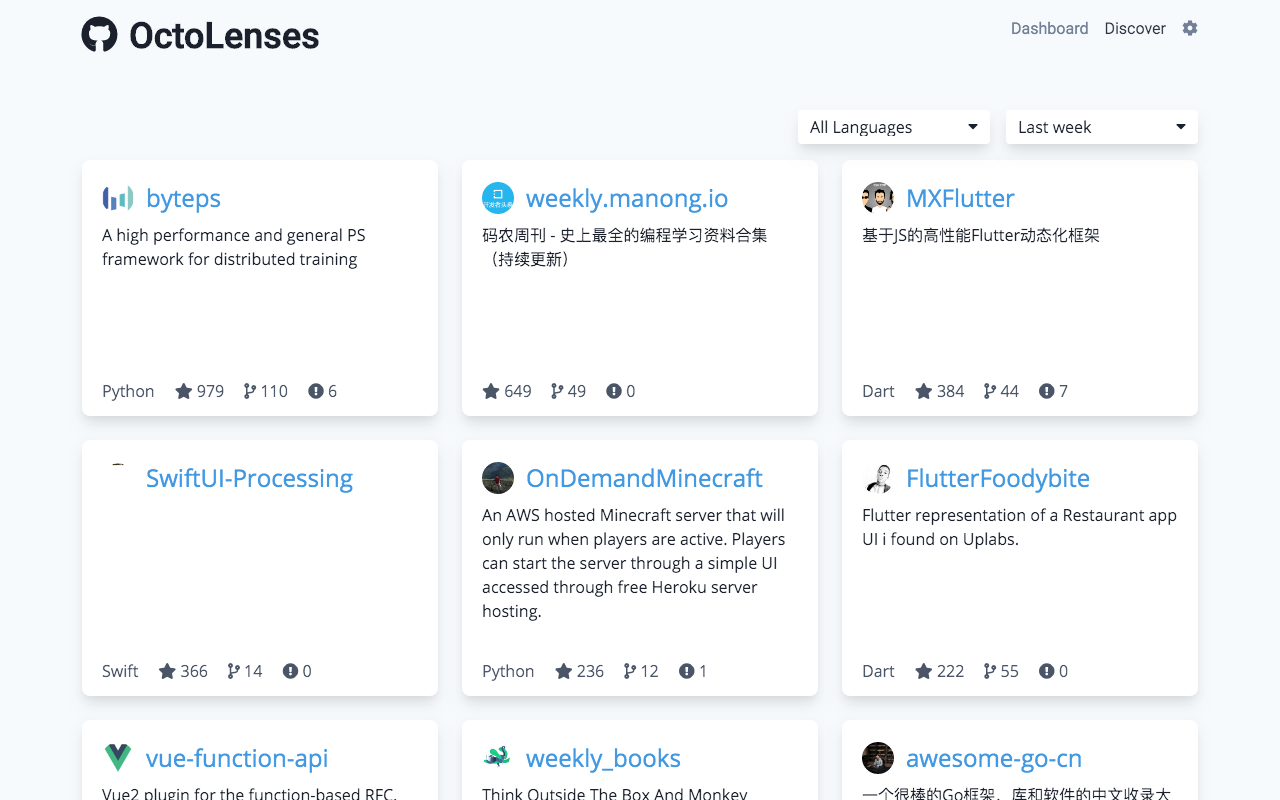 OctoLenses
Dashboard Discover
All Languages Last week
byteps
A high performance and general PS
framework for distributed training
Python 979 110 6
weekly.manong.io
码农周刊 - 史上最全的编程学习资料合集
（持续更新）
649 49 0
MXFlutter
基于JS的高性能Flutter动态化框架
Dart 384 44 7
SwiftUI-Processing
Swift 366 14 0
OnDemandMinecraft
An AWS hosted Minecraft server that will
only run when players are active. Players
can start the server through a simple UI
accessed through free Heroku server
hosting.
Python 236 12 1
FlutterFoodybite
Flutter representation of a Restaurant app
UI i found on Uplabs.
Dart 222 55 0
vue-function-api
Vue2 plugin for the function-based RFC.
weekly_books
Think Outside The Box And Monkey
awesome-go-cn
一个很棒的Go框架、库和软件的中文收录大